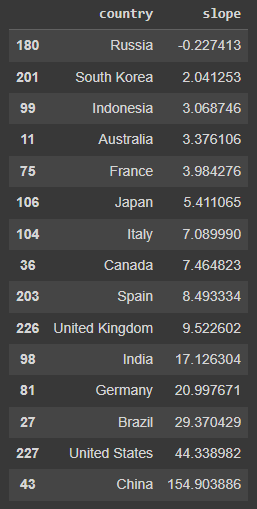 country slope
180 Russia -0.227413
201 South Korea 2.041253
99 Indonesia 3.068746
11 Australia 3.376106
75 France 3.984276
106 Japan 5.411065
104 Italy 7.089990
36 Canada 7.464823
203 Spain 8.493334
226 United Kingdom 9.522602
98 India 17.126304
81 Germany 20.997671
27 Brazil 29.370429
227 United States 44.338982
43 China 154.903886